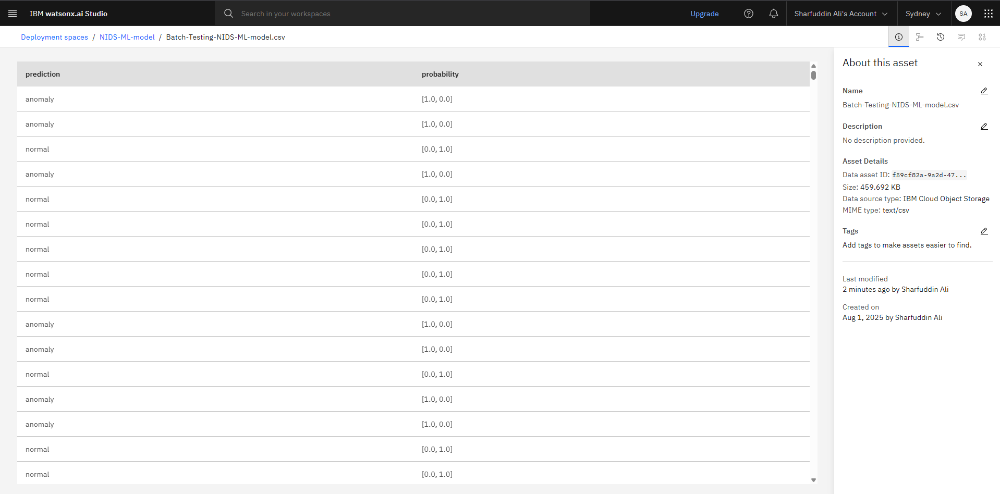 IBM watsonx.ai Studio
Search in your workspaces
Upgrade
Sharfuddin Ali's Account
Sydney
SA
Deployment spaces / NIDS-ML-model / Batch-Testing-NIDS-ML-model.csv
prediction probability
anomaly [1.0, 0.0]
anomaly [1.0, 0.0]
normal [0.0, 1.0]
anomaly [1.0, 0.0]
normal [0.0, 1.0]
normal [0.0, 1.0]
normal [0.0, 1.0]
normal [0.0, 1.0]
normal [0.0, 1.0]
anomaly [1.0, 0.0]
anomaly [1.0, 0.0]
normal [0.0, 1.0]
anomaly [1.0, 0.0]
anomaly [1.0, 0.0]
normal [0.0, 1.0]
normal [0.0, 1.0]
About this asset
Name
Batch-Testing-NIDS-ML-model.csv
Description
No description provided.
Asset Details
Data asset ID: f59cf82a-9a2d-47...
Size: 459.692 KB
Data source type: IBM Cloud Object Storage
MIME type: text/csv
Tags
Add tags to make assets easier to find.
Last modified
2 minutes ago by Sharfuddin Ali
Created on
Aug 1, 2025 by Sharfuddin Ali